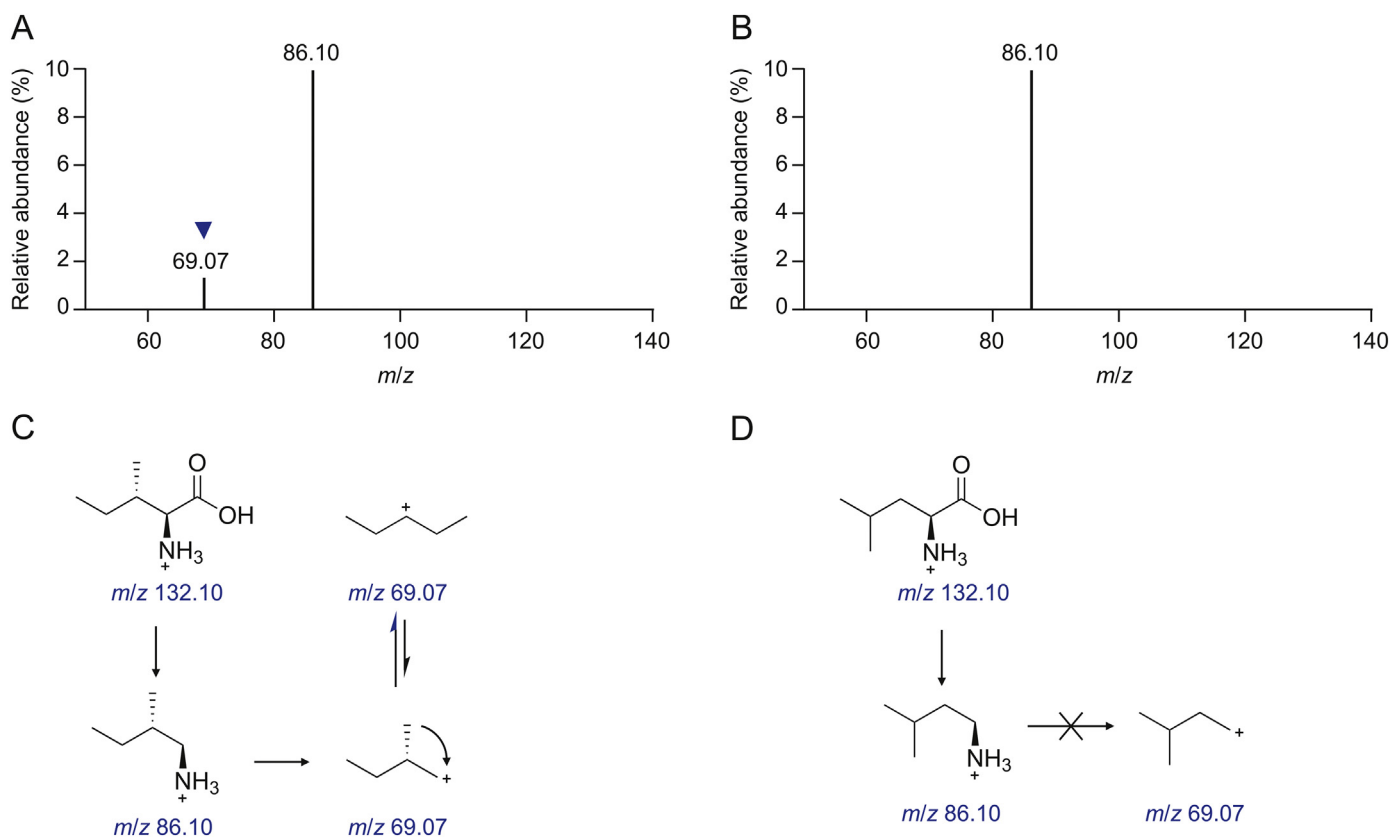 A
86.10
10
8
6
4
2
0
Relative abundance (%)
69.07
60
80
100
120
140
m/z
B
86.10
10
8
6
4
2
0
Relative abundance (%)
60
80
100
120
140
m/z
C
O
OH
NH3
+
m/z 132.10
+
m/z 69.07
NH3
+
m/z 86.10
+
m/z 69.07
D
O
OH
NH3
+
m/z 132.10
NH3
+
m/z 86.10
+
m/z 69.07